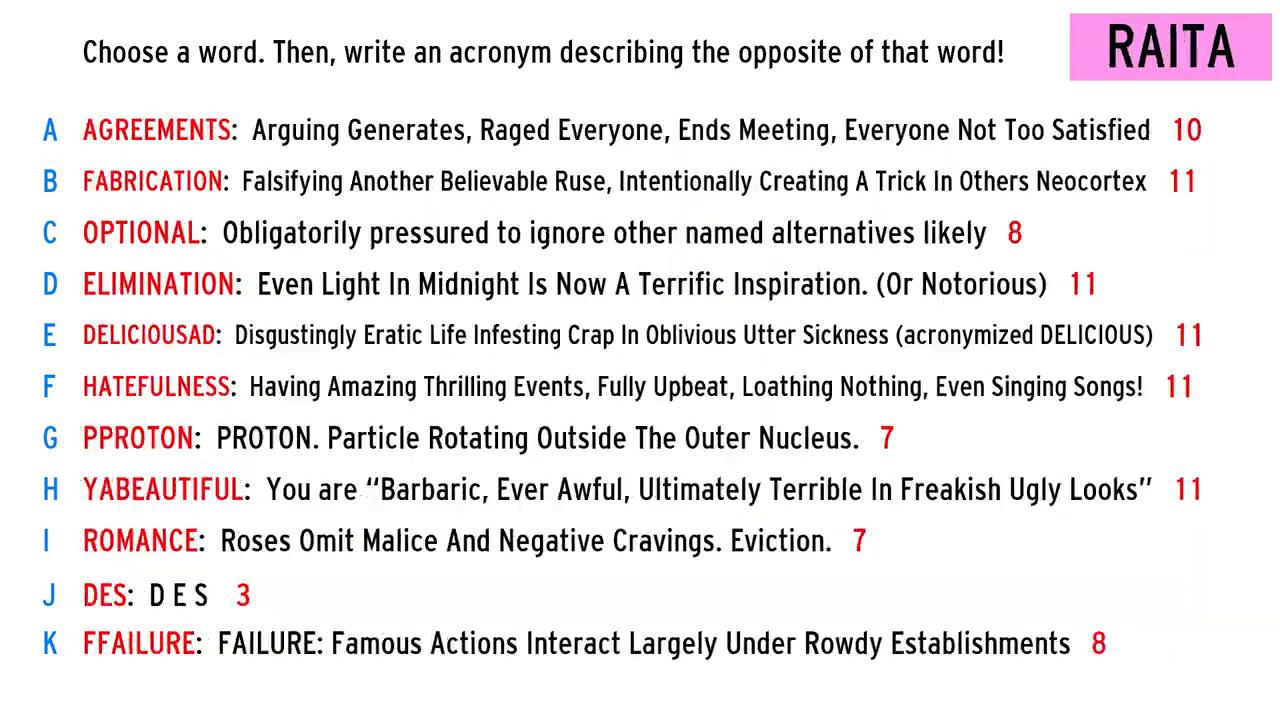 Choose a word. Then, write an acronym describing the opposite of that word!
RAITA
A AGREEMENTS: Arguing Generates, Raged Everyone, Ends Meeting, Everyone Not Too Satisfied 10
B FABRICATION: Falsifying Another Believable Ruse, Intentionally Creating A Trick In Others Neocortex 11
C OPTIONAL: Obligatorily pressured to ignore other named alternatives likely 8
D ELIMINATION: Even Light In Midnight Is Now A Terrific Inspiration. (Or Notorious) 11
E DELICIOUSAD: Disgustingly Eratic Life Infesting Crap In Oblivious Utter Sickness (acronymized DELICIOUS) 11
F HATEFULNESS: Having Amazing Thrilling Events, Fully Upbeat, Loathing Nothing, Even Singing Songs! 11
G PPROTON: PROTON. Particle Rotating Outside The Outer Nucleus. 7
H YABEAUTIFUL: You are “Barbaric, Ever Awful, Ultimately Terrible In Freakish Ugly Looks” 11
I ROMANCE: Roses Omit Malice And Negative Cravings. Eviction. 7
J DES: D E S 3
K FFAILURE: FAILURE: Famous Actions Interact Largely Under Rowdy Establishments 8